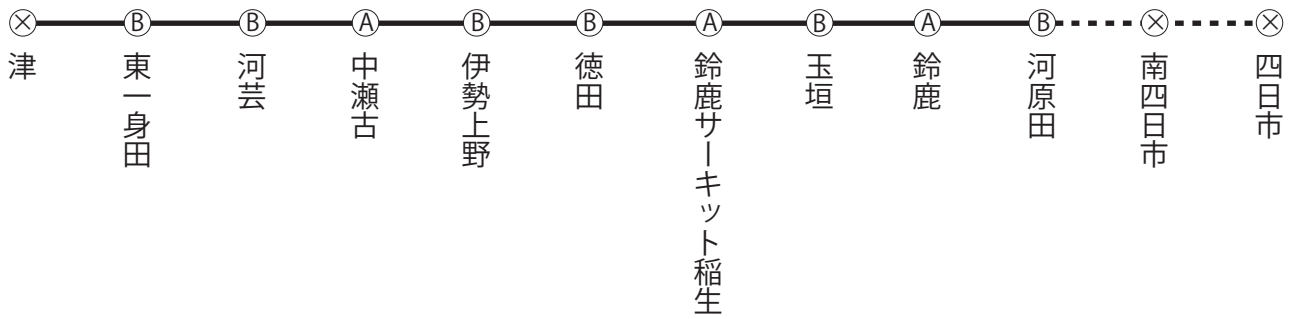 × B B A B B A B A B × ×
津
東一身田
河芸
中瀬古
伊勢上野
徳田
鈴鹿サーキット稲生
玉垣
鈴鹿
河原田
南四日市
四日市